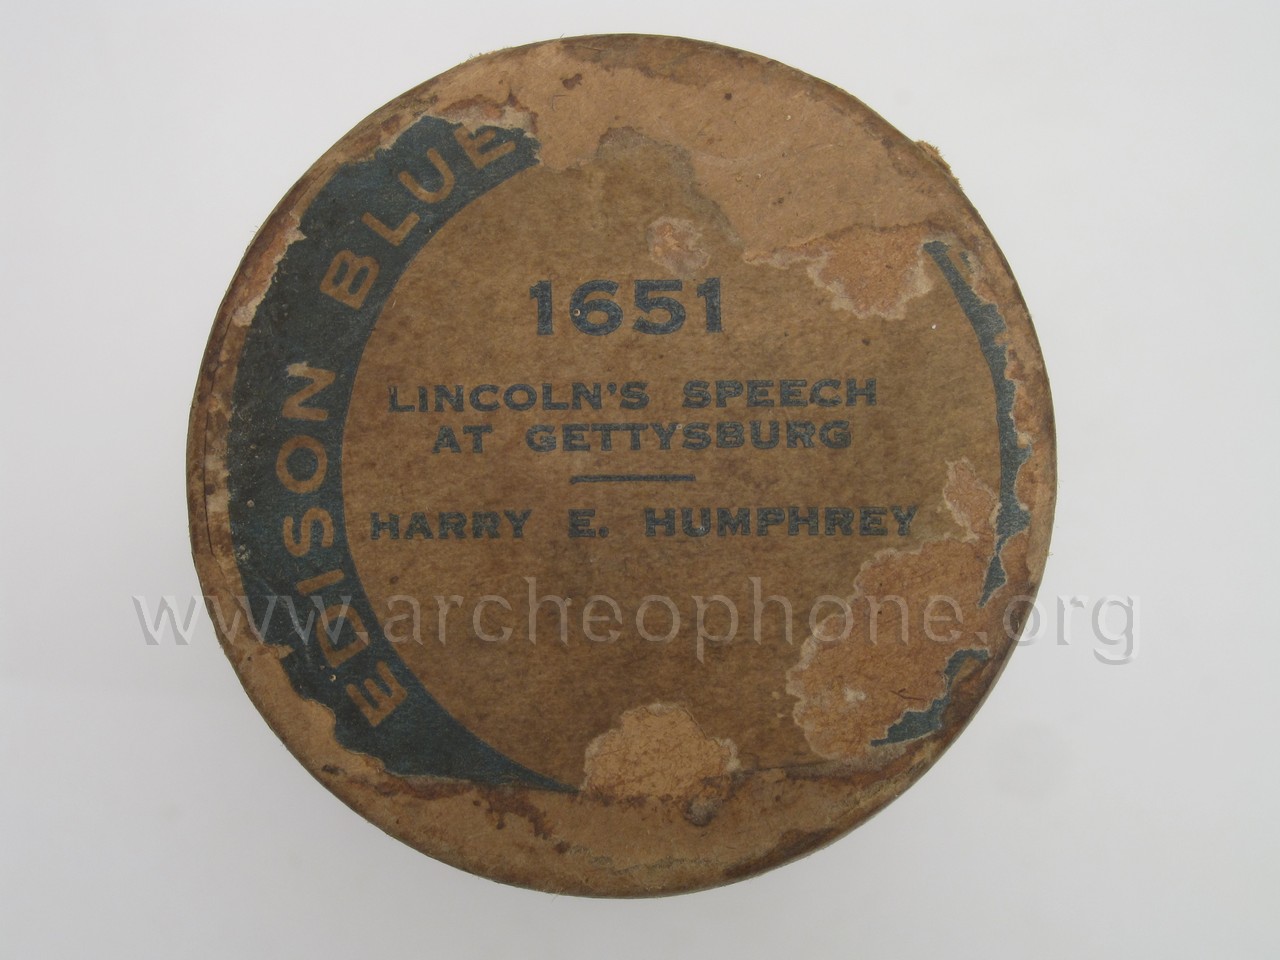 EDISON BLUE
1651
LINCOLN'S SPEECH
AT GETTYSBURG
HARRY E. HUMPHREY
www.archeophone.org